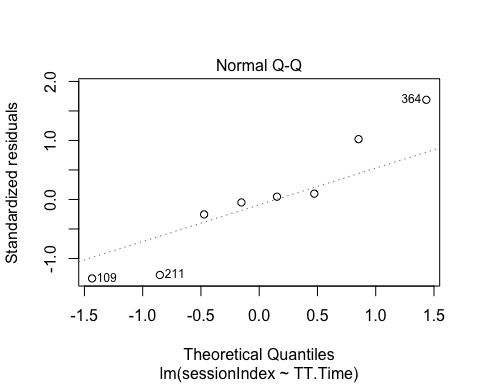 Normal Q-Q
Standardized residuals
2.0
1.0
0.0
-1.0
364
109
211
-1.5 -1.0 -0.5 0.0 0.5 1.0 1.5
Theoretical Quantiles
lm(sessionIndex ~ TT.Time)